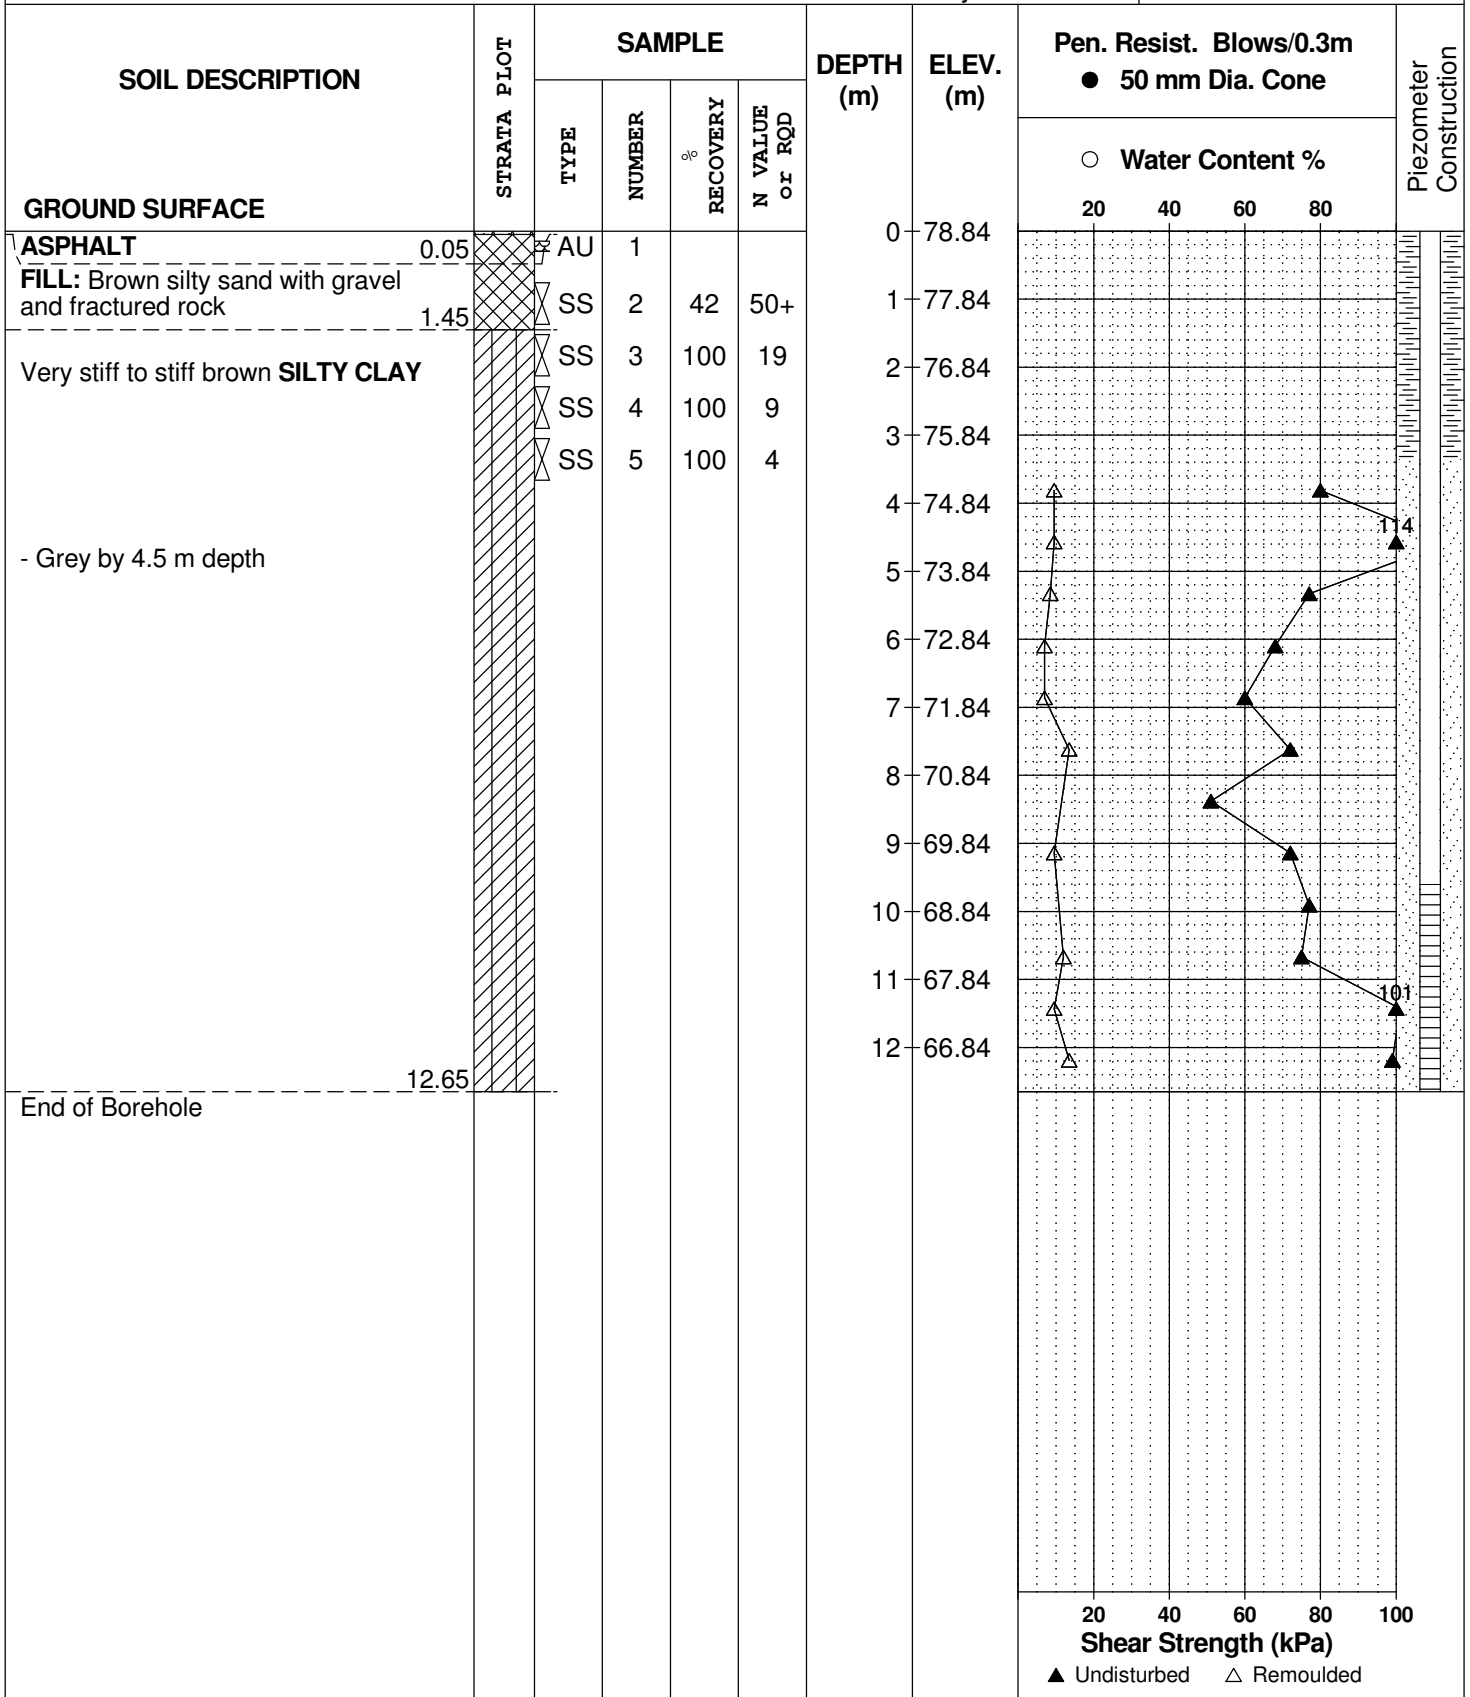 SOIL DESCRIPTION
GROUND SURFACE
STRATA PLOT
SAMPLE
TYPE
NUMBER
% RECOVERY
N VALUE
or RQD
DEPTH
(m)
ELEV.
(m)
Pen. Resist. Blows/0.3m
● 50 mm Dia. Cone
○ Water Content %
20 40 60 80
Piezometer
Construction
ASPHALT 0.05
FILL: Brown silty sand with gravel
and fractured rock
1.45
Very stiff to stiff brown SILTY CLAY
- Grey by 4.5 m depth
12.65
End of Borehole
AU 1
SS 2 42 50+
SS 3 100 19
SS 4 100 9
SS 5 100 4
0 78.84
1 77.84
2 76.84
3 75.84
4 74.84
5 73.84
6 72.84
7 71.84
8 70.84
9 69.84
10 68.84
11 67.84
12 66.84
114
101
20 40 60 80 100
Shear Strength (kPa)
▲ Undisturbed △ Remoulded